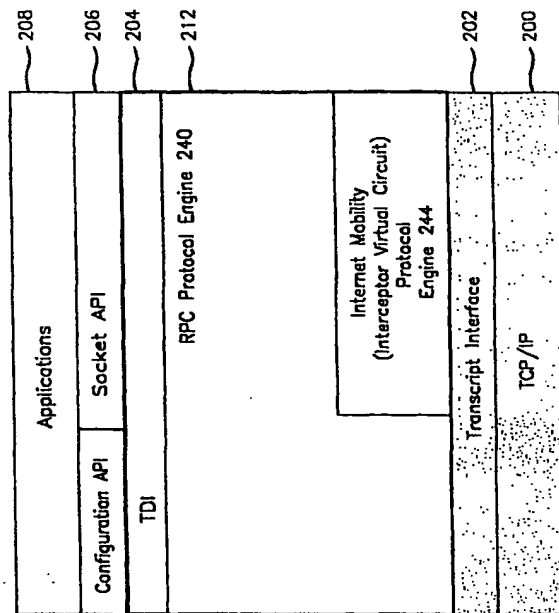 Applications
208
Configuration API
Socket API
206
TDI
204
RPC Protocol Engine 240
212
Internet Mobility
(Interceptor Virtual Circuit)
Protocol
Engine 244
Transcript Interface
202
TCP/IP
200